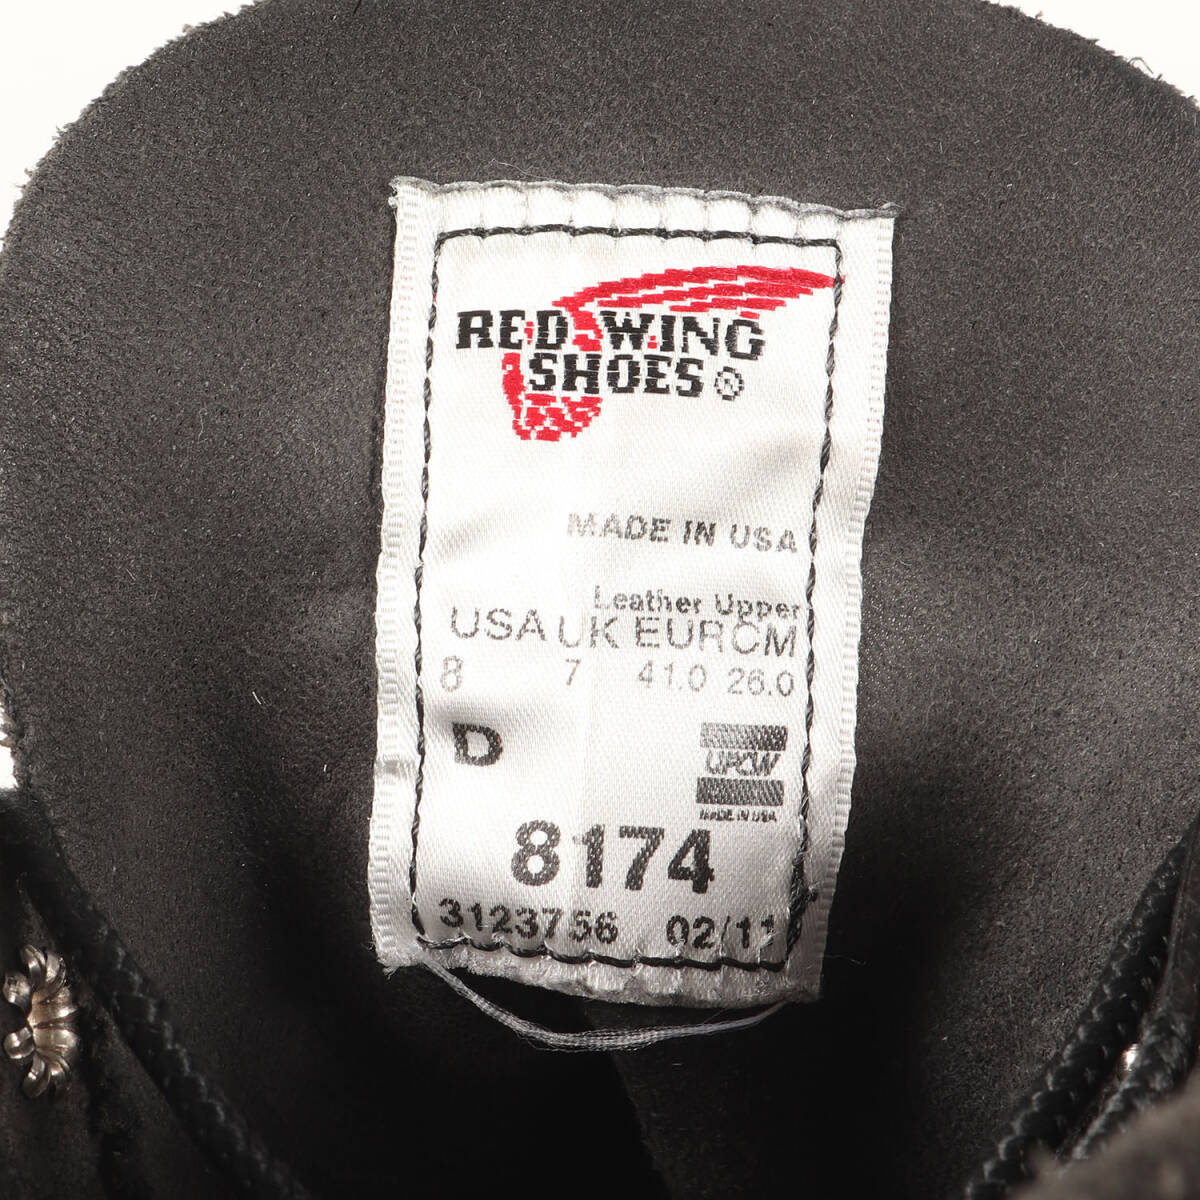 RED WING
SHOES®
MADE IN USA
Leather Upper
USA UK EUR CM
8 7 41.0 26.0
D
UFCW
MADE IN USA
8174
3123756 02/11